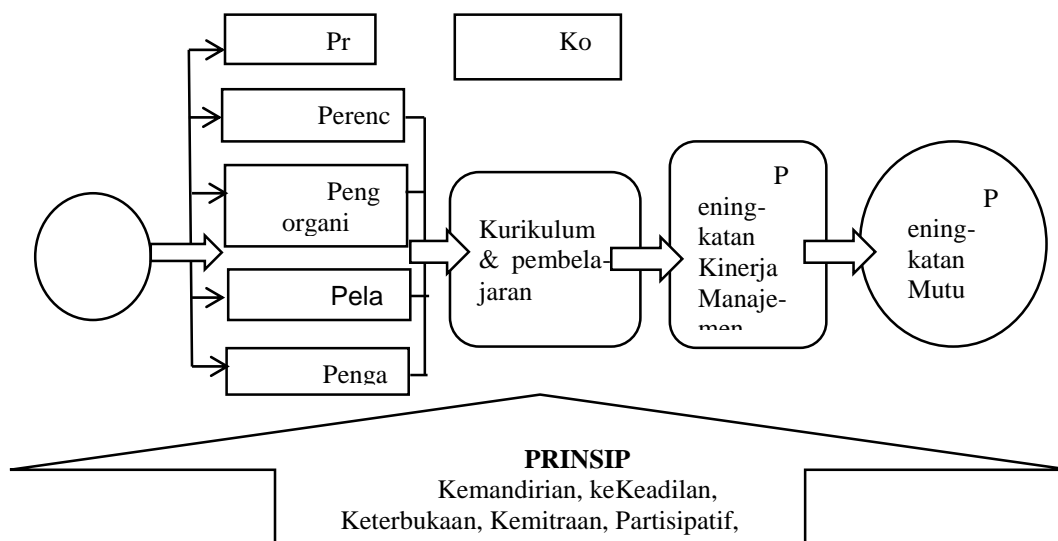 Pr
Ko
Perenc
Peng
organi
Pela
Penga
Kurikulum
& pembela-
jaran
P
ening-
katan
Kinerja
Manaje-
men
P
ening-
katan
Mutu
PRINSIP
Kemandirian, keKeadilan,
Keterbukaan, Kemitraan, Partisipatif,